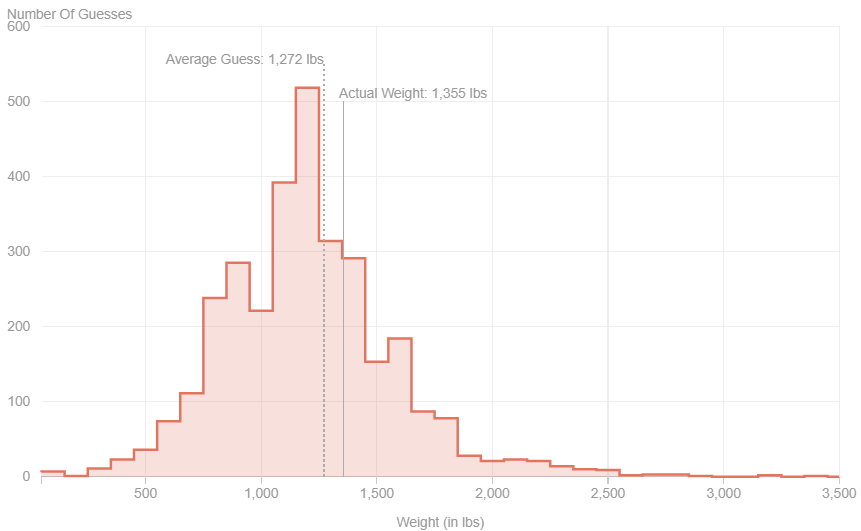 Number Of Guesses
600
Average Guess: 1,272 lbs
Actual Weight: 1,355 lbs
500
400
300
200
100
0
500 1,000 1,500 2,000 2,500 3,000 3,500
Weight (in lbs)